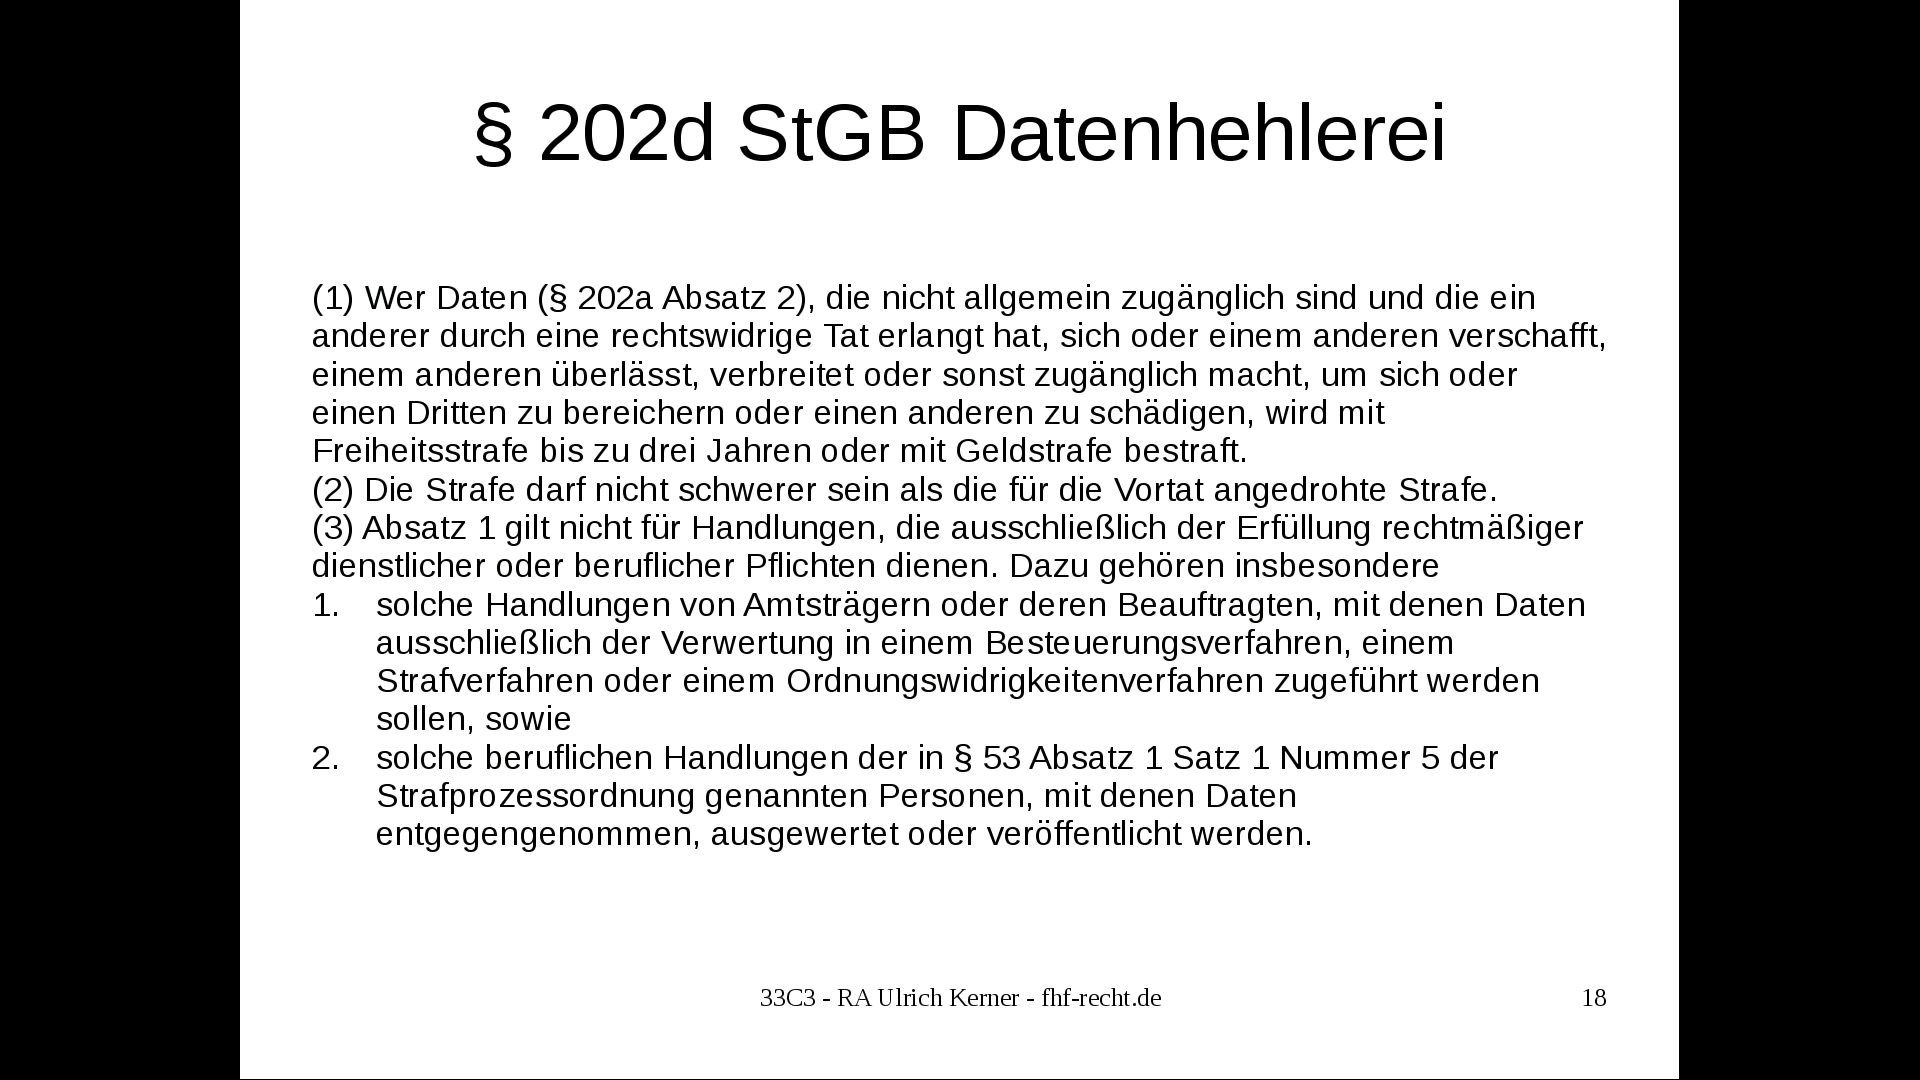 § 202d StGB Datenhehlerei
(1) Wer Daten (§ 202a Absatz 2), die nicht allgemein zugänglich sind und die ein
anderer durch eine rechtswidrige Tat erlangt hat, sich oder einem anderen verschafft,
einem anderen überlässt, verbreitet oder sonst zugänglich macht, um sich oder
einen Dritten zu bereichern oder einen anderen zu schädigen, wird mit
Freiheitsstrafe bis zu drei Jahren oder mit Geldstrafe bestraft.
(2) Die Strafe darf nicht schwerer sein als die für die Vortat angedrohte Strafe.
(3) Absatz 1 gilt nicht für Handlungen, die ausschließlich der Erfüllung rechtmäßiger
dienstlicher oder beruflicher Pflichten dienen. Dazu gehören insbesondere
1. solche Handlungen von Amtsträgern oder deren Beauftragten, mit denen Daten
ausschließlich der Verwertung in einem Besteuerungsverfahren, einem
Strafverfahren oder einem Ordnungswidrigkeitenverfahren zugeführt werden
sollen, sowie
2. solche beruflichen Handlungen der in § 53 Absatz 1 Satz 1 Nummer 5 der
Strafprozessordnung genannten Personen, mit denen Daten
entgegengenommen, ausgewertet oder veröffentlicht werden.
33C3 - RA Ulrich Kerner - fhf-recht.de 18